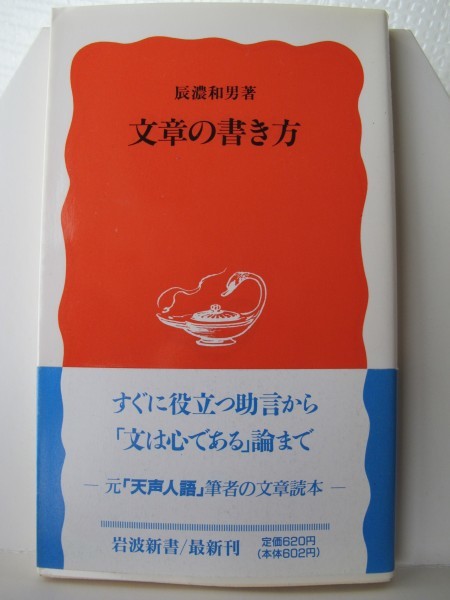 辰濃和男著
文章の書き方
すぐに役立つ助言から
「文は心である」論まで
─元「天声人語」筆者の文章読本─
岩波新書/最新刊
定価620円
(本体602円)